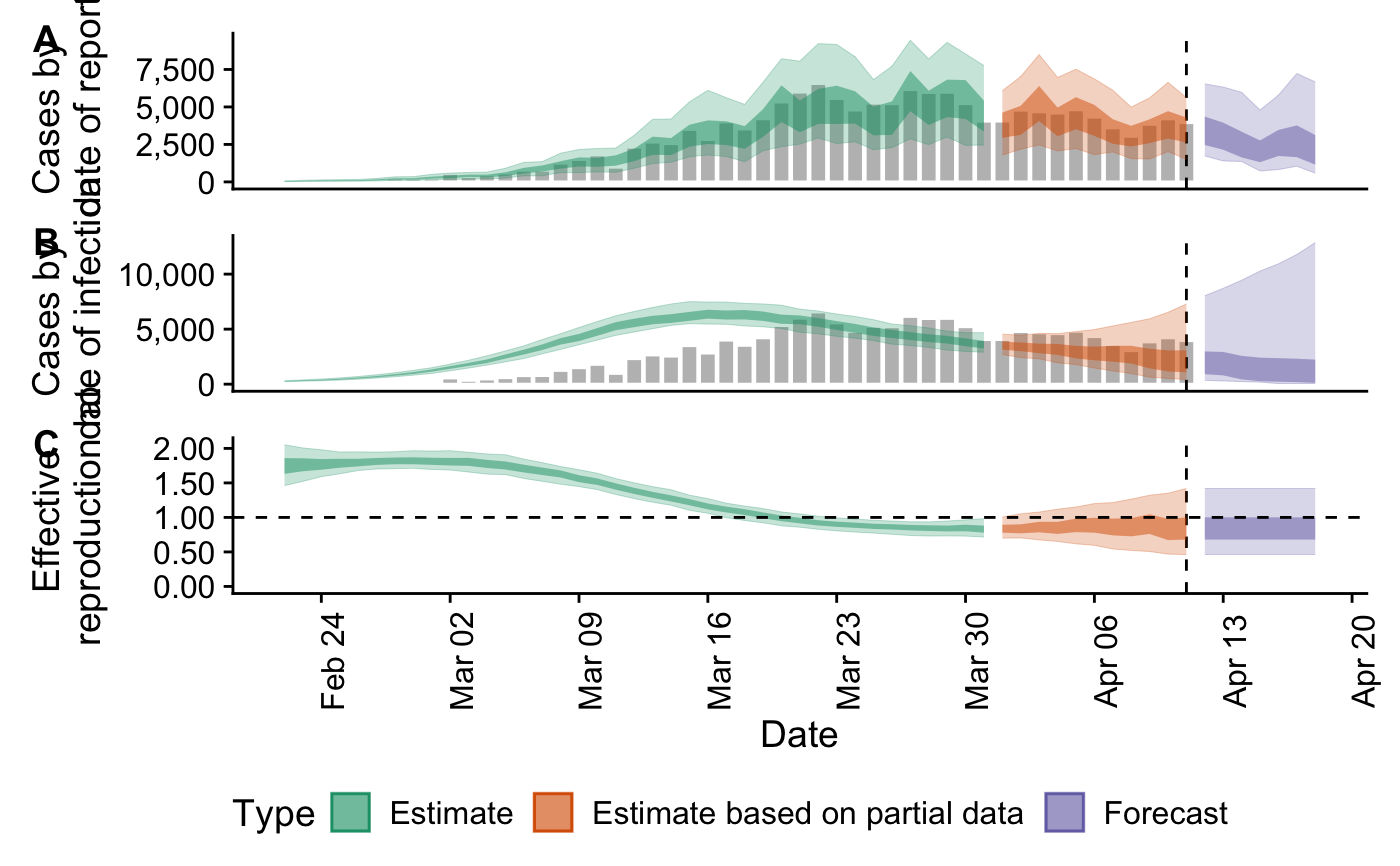 A
Cases by
date of report
7,500
5,000
2,500
0
B
Cases by
date of infection
10,000
5,000
0
C
Effective
reproduction no.
2.00
1.50
1.00
0.50
0.00
Feb 24
Mar 02
Mar 09
Mar 16
Mar 23
Mar 30
Apr 06
Apr 13
Apr 20
Date
Type
Estimate
Estimate based on partial data
Forecast